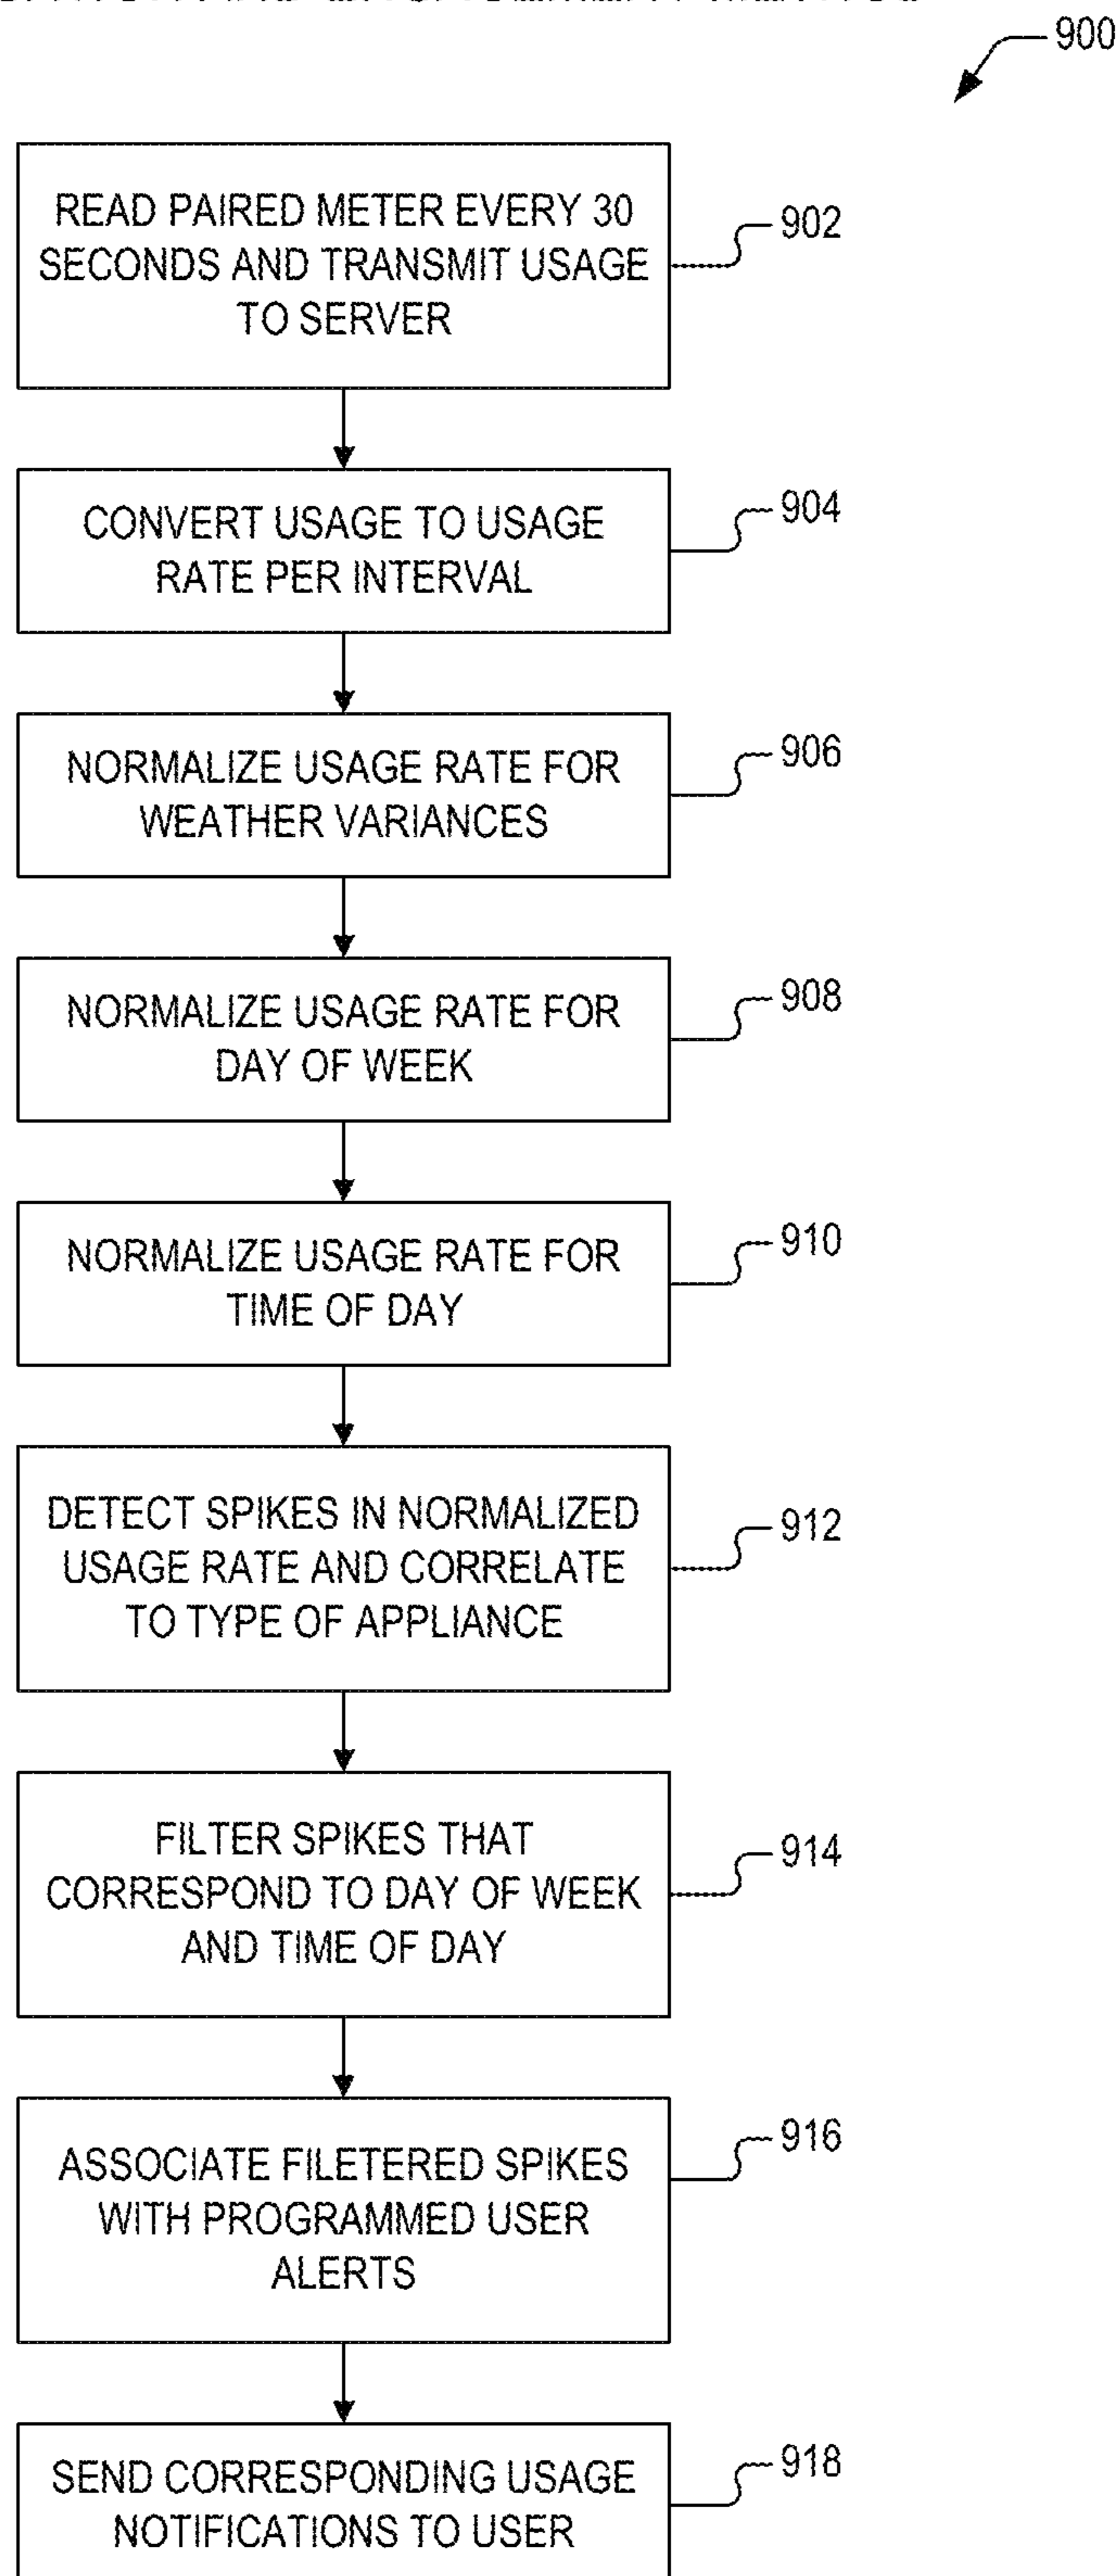 900
READ PAIRED METER EVERY 30
SECONDS AND TRANSMIT USAGE
TO SERVER
902
CONVERT USAGE TO USAGE
RATE PER INTERVAL
904
NORMALIZE USAGE RATE FOR
WEATHER VARIANCES
906
NORMALIZE USAGE RATE FOR
DAY OF WEEK
908
NORMALIZE USAGE RATE FOR
TIME OF DAY
910
DETECT SPIKES IN NORMALIZED
USAGE RATE AND CORRELATE
TO TYPE OF APPLIANCE
912
FILTER SPIKES THAT
CORRESPOND TO DAY OF WEEK
AND TIME OF DAY
914
ASSOCIATE FILETERED SPIKES
WITH PROGRAMMED USER
ALERTS
916
SEND CORRESPONDING USAGE
NOTIFICATIONS TO USER
918